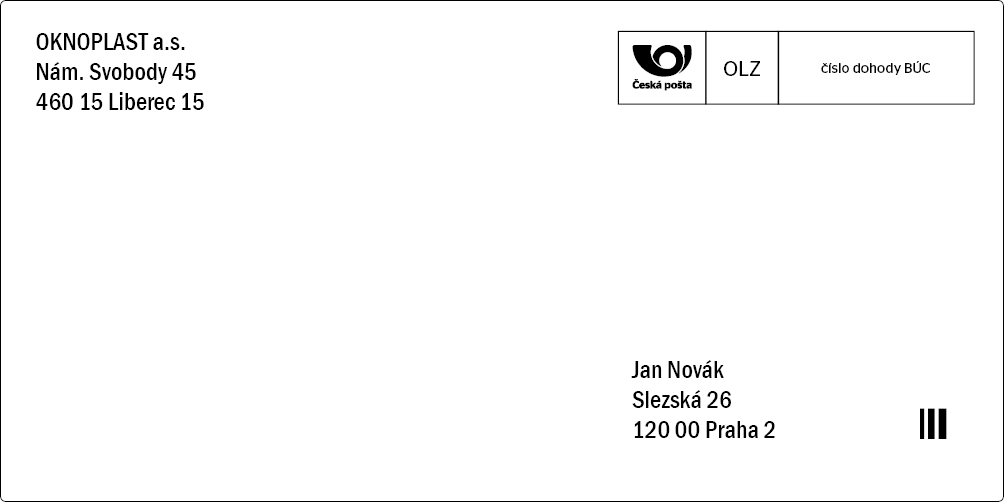 OKNOPLAST a.s.
Nám. Svobody 45
460 15 Liberec 15
Česká pošta
OLZ
číslo dohody BÚC
Jan Novák
Slezská 26
120 00 Praha 2